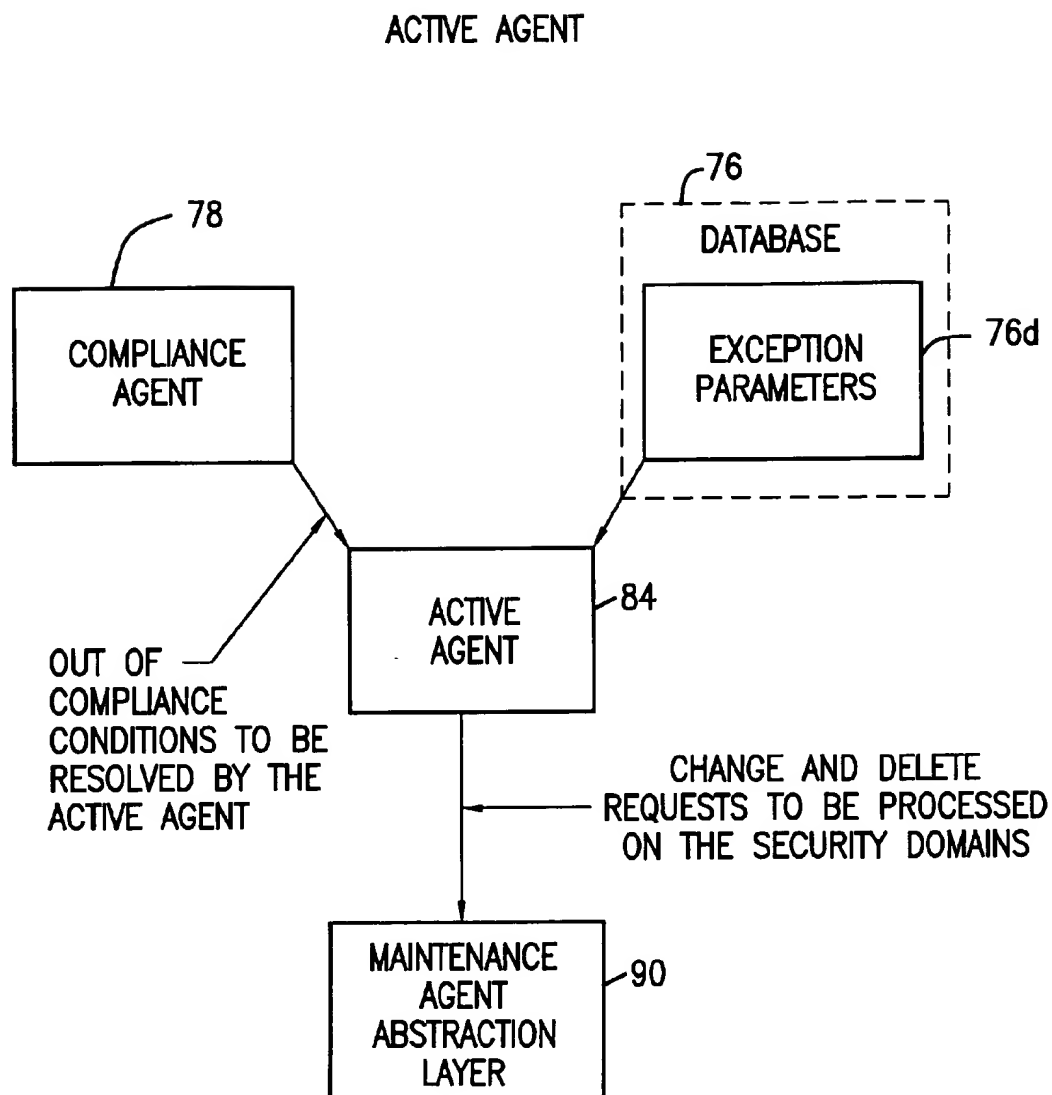 ACTIVE AGENT
76
78
DATABASE
76d
COMPLIANCE
AGENT
EXCEPTION
PARAMETERS
ACTIVE
AGENT
84
OUT OF
COMPLIANCE
CONDITIONS TO BE
RESOLVED BY THE
ACTIVE AGENT
CHANGE AND DELETE
REQUESTS TO BE PROCESSED
ON THE SECURITY DOMAINS
MAINTENANCE
AGENT
ABSTRACTION
LAYER
90